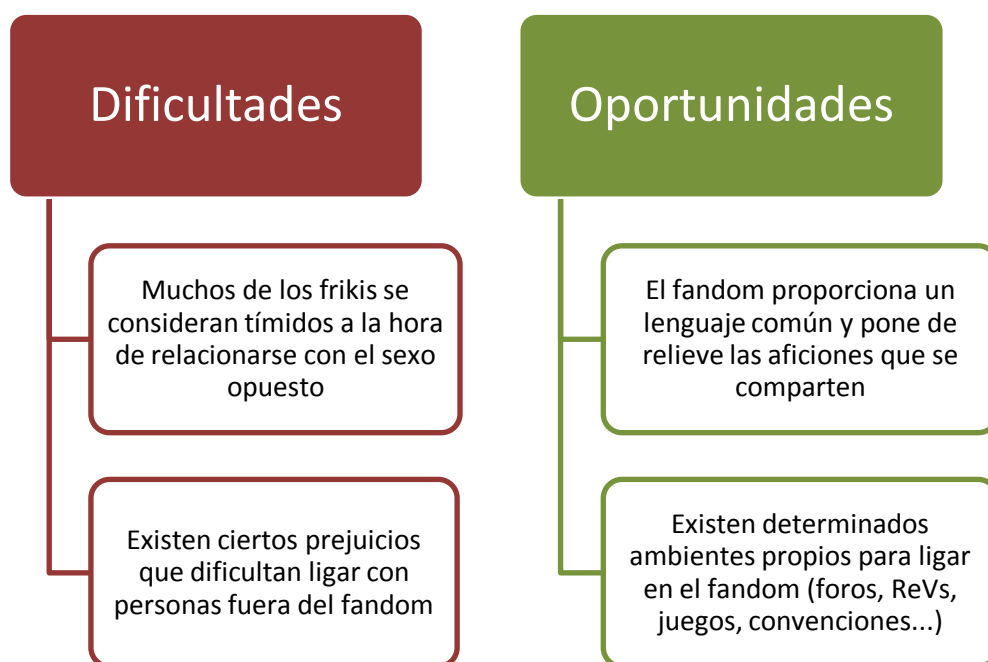 Dificultades
Muchos de los frikis se
consideran tímidos a la hora
de relacionarse con el sexo
opuesto
Existen ciertos prejuicios
que dificultan ligar con
personas fuera del fandom
Oportunidades
El fandom proporciona un
lenguaje común y pone de
relieve las aficiones que se
comparten
Existen determinados
ambientes propios para ligar
en el fandom (foros, ReVs,
juegos, convenciones...)